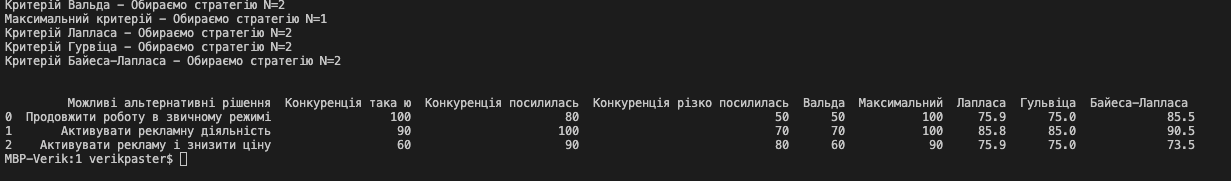 Критерій Вальда - Обираємо стратегію N=2
Максимальний критерій - Обираємо стратегію N=1
Критерій Лапласа - Обираємо стратегію N=2
Критерій Гурвіца - Обираємо стратегію N=2
Критерій Байеса-Лапласа - Обираємо стратегію N=2
Можливі альтернативні рішення Конкуренція така ю Конкуренція посилилась Конкуренція різко посилилась Вальда Максимальний Лапласа Гульвіца Байеса-Лапласа
0 Продовжити роботу в звичному режимі 100 80 50 50 100 75.9 75.0 85.5
1 Активувати рекламну діяльність 90 100 70 70 100 85.8 85.0 90.5
2 Активувати рекламу і знизити ціну 60 90 80 60 90 75.9 75.0 73.5
MBP-Verik:1 verikpaster$